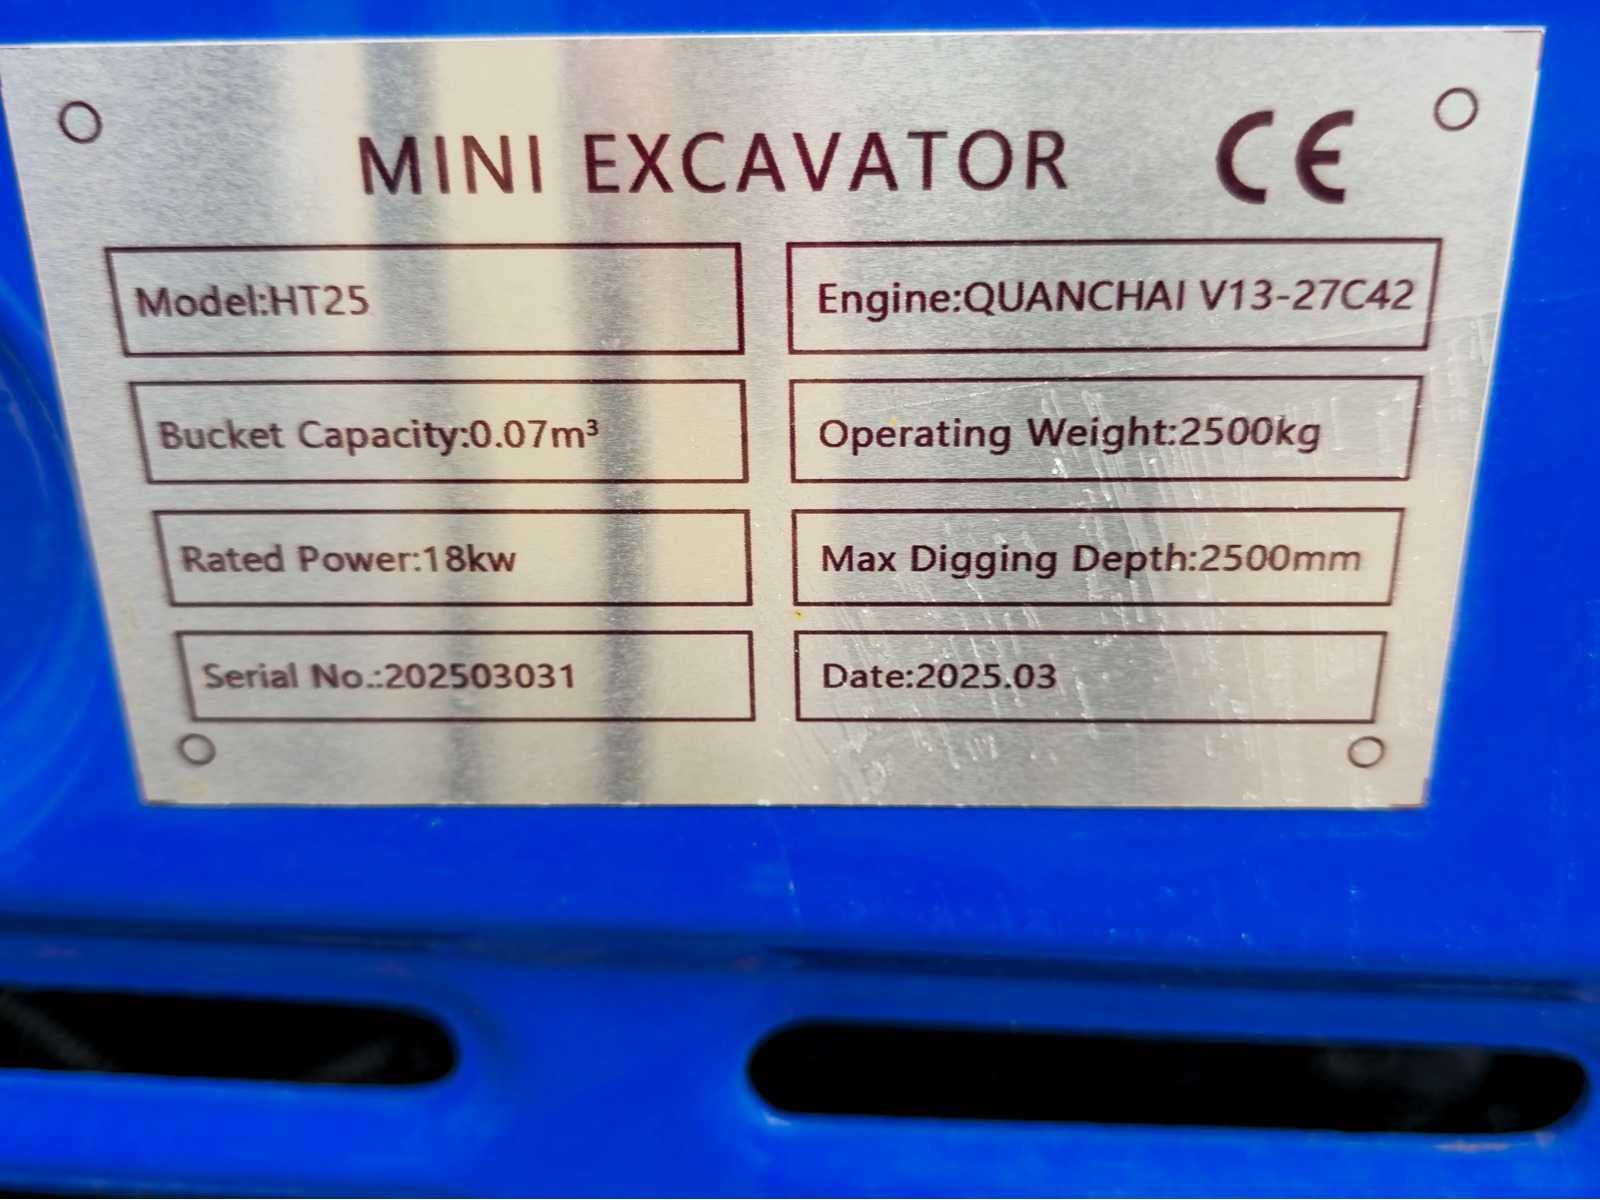 MINI EXCAVATOR CE
Model:HT25
Engine:QUANCHAI V13-27C42
Bucket Capacity:0.07m³
Operating Weight:2500kg
Rated Power:18kw
Max Digging Depth:2500mm
Serial No.:202503031
Date:2025.03